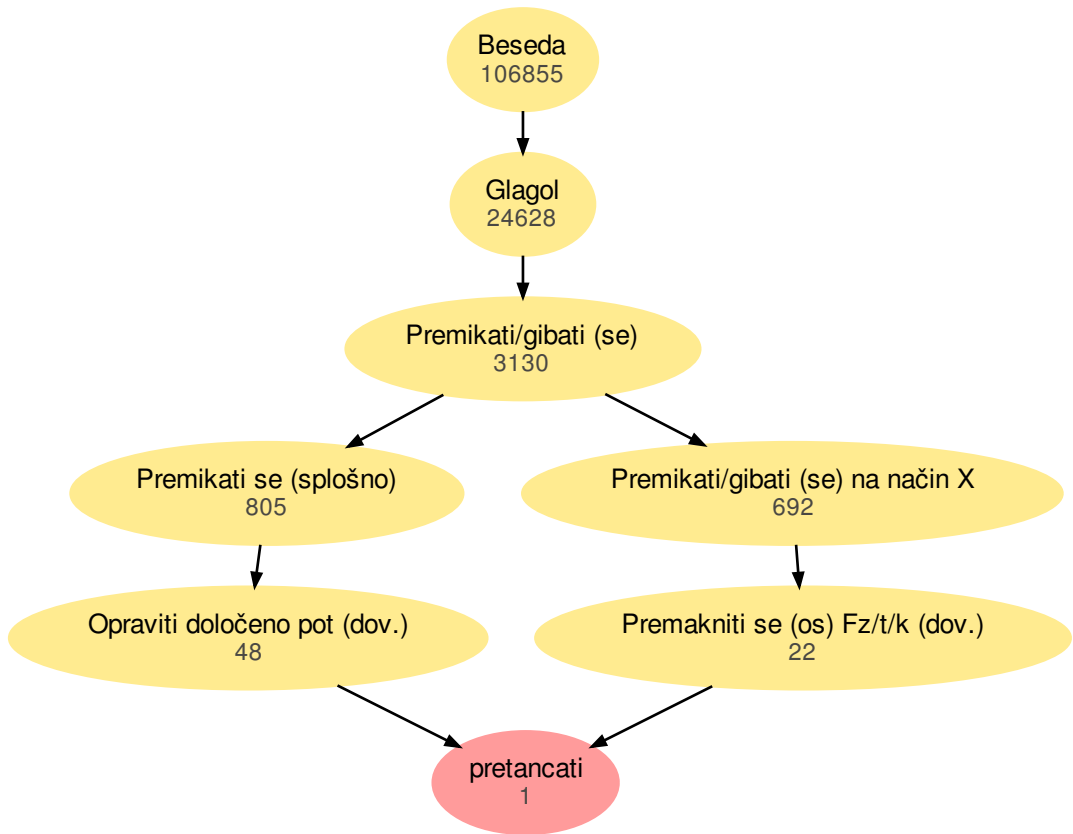 Beseda
106855
Glagol
24628
Premikati/gibati (se)
3130
Premikati se (splošno)
805
Premikati/gibati (se) na način X
692
Opraviti določeno pot (dov.)
48
Premakniti se (os) Fz/t/k (dov.)
22
pretancati
1